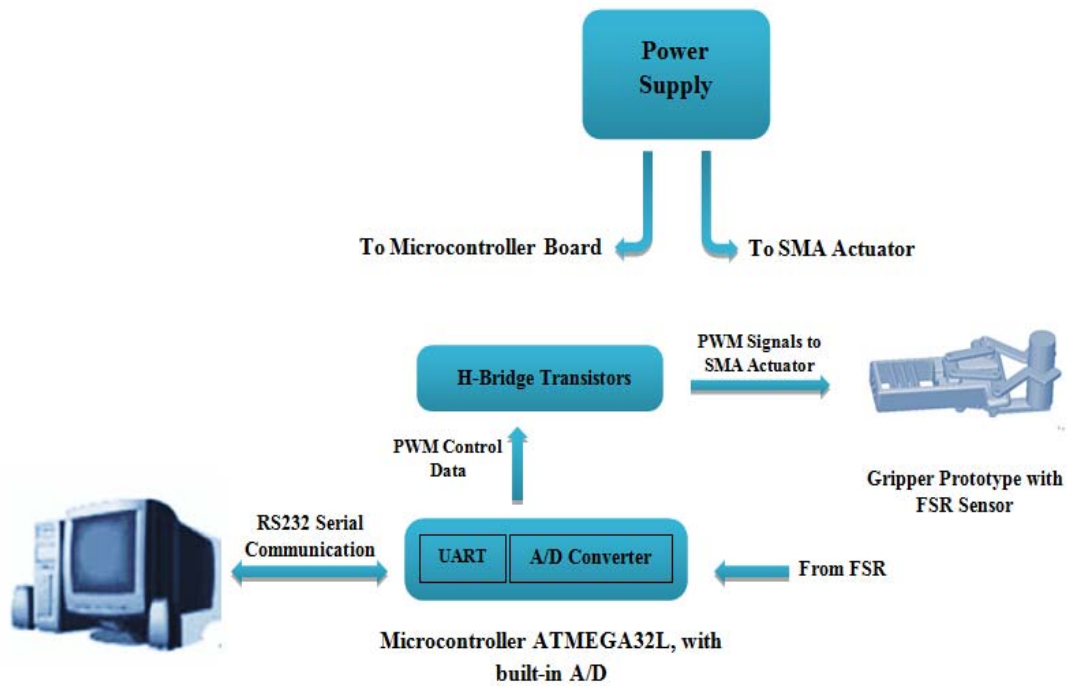 Power
Supply
To Microcontroller Board
To SMA Actuator
PWM Signals to
SMA Actuator
H-Bridge Transistors
PWM Control
Data
Gripper Prototype with
FSR Sensor
RS232 Serial
Communication
UART
A/D Converter
From FSR
Microcontroller ATMEGA32L, with
built-in A/D